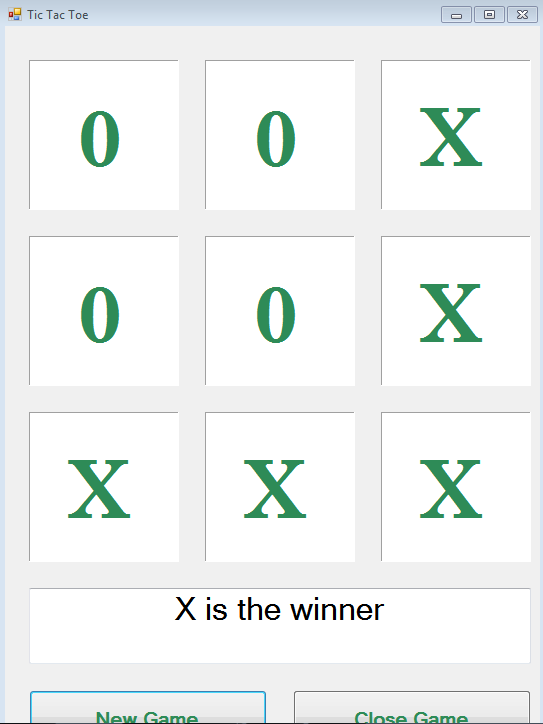 Tic Tac Toe
0 0 X
0 0 X
X X X
X is the winner
New Game Close Game